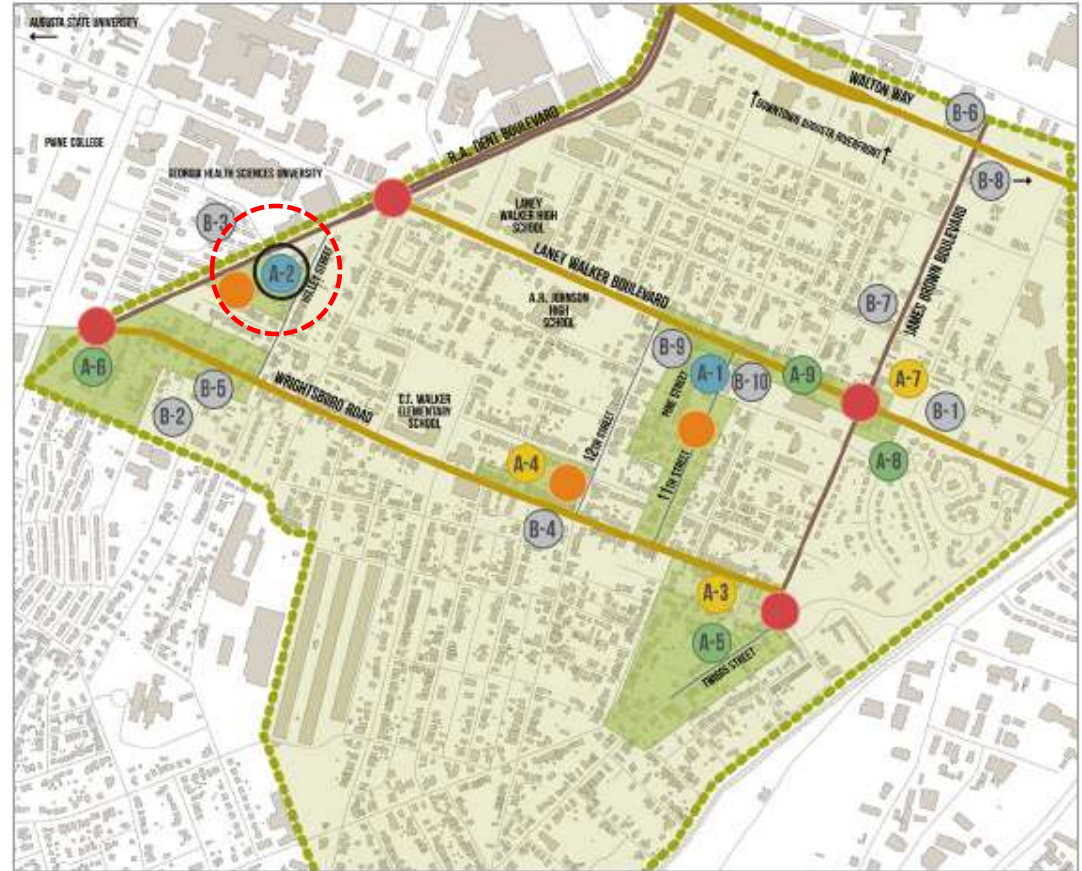 AUGUSTA STATE UNIVERSITY
WALTON WAY
DOWNTOWN AUGUSTA RIVERFRONT
B-6
PAINE COLLEGE
R.A. DENT BOULEVARD
GEORGIA HEALTH SCIENCES UNIVERSITY
B-8
LANEY
WALKER HIGH
SCHOOL
B-3
JAMES BROWN BOULEVARD
A-2
LANEY WALKER BOULEVARD
A.R. JOHNSON
HIGH
SCHOOL
B-7
B-9
A-1
B-10
A-9
A-7
A-6
B-5
B-2
WRIGHTSBORO ROAD
C.T. WALKER
ELEMENTARY
SCHOOL
PINE STREET
B-1
12TH STREET
A-4
A-8
11TH STREET
B-4
A-3
A-5
TWIGGS STREET